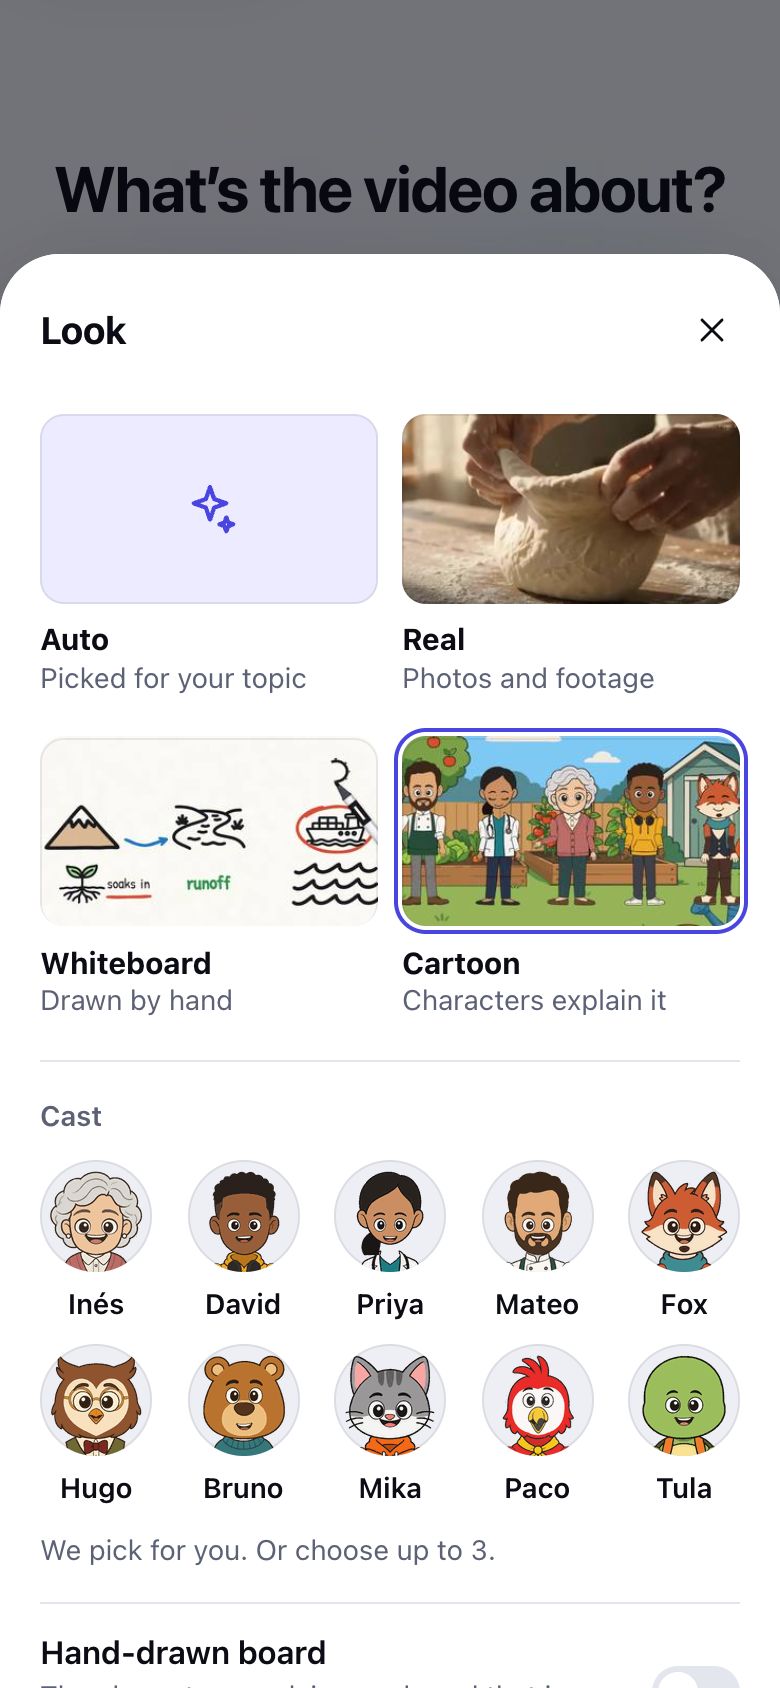 What's the video about?
Look
Auto
Picked for your topic
Real
Photos and footage
soaks in
runoff
Whiteboard
Drawn by hand
Cartoon
Characters explain it
Cast
Inés
David
Priya
Mateo
Fox
Hugo
Bruno
Mika
Paco
Tula
We pick for you. Or choose up to 3.
Hand-drawn board